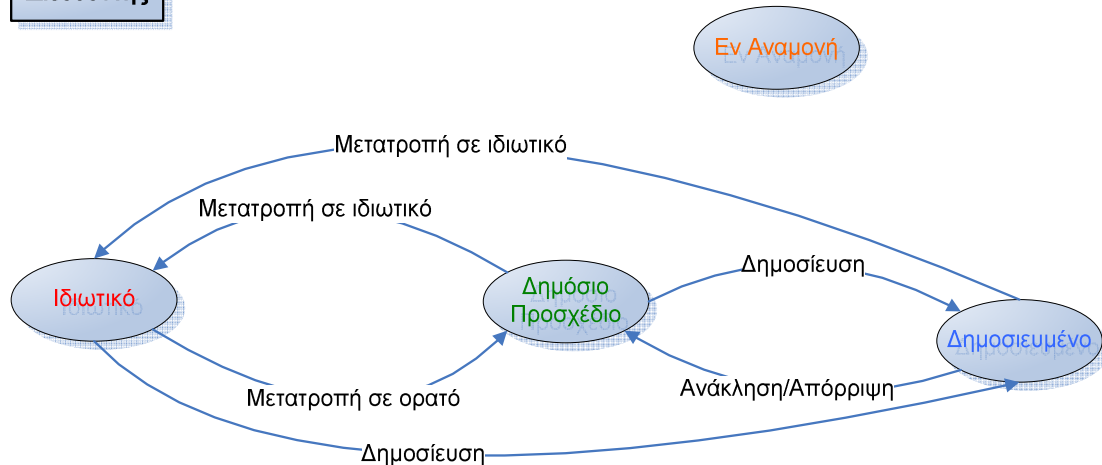 Εν Αναμονή
Μετατροπή σε ιδιωτικό
Μετατροπή σε ιδιωτικό
Δημοσίευση
Ιδιωτικό
Δημόσιο
Προσχέδιο
Δημοσιευμένο
Ανάκληση/Απόρριψη
Μετατροπή σε ορατό
Δημοσίευση